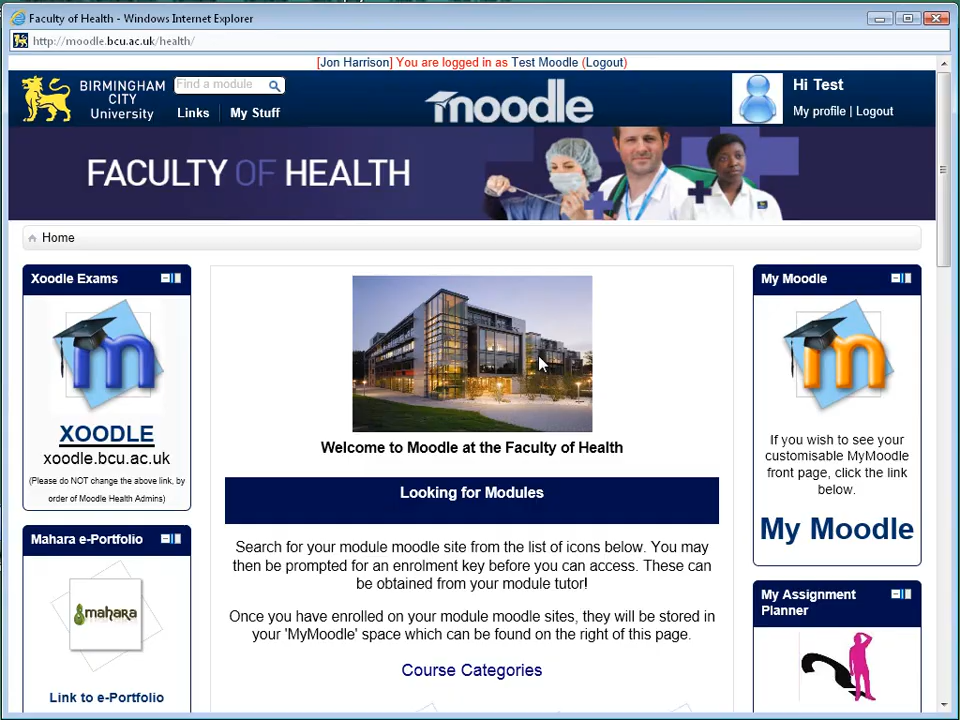 Faculty of Health - Windows Internet Explorer
http://moodle.bcu.ac.uk/health/
[Jon Harrison] You are logged in as Test Moodle (Logout)
BIRMINGHAM
CITY
University
Find a module
Links
My Stuff
moodle
Hi Test
My profile | Logout
FACULTY OF HEALTH
Home
Xoodle Exams
m
XOODLE
xoodle.bcu.ac.uk
(Please do NOT change the above link, by
order of Moodle Health Admins)
Mahara e-Portfolio
mahara
Link to e-Portfolio
Welcome to Moodle at the Faculty of Health
Looking for Modules
Search for your module moodle site from the list of icons below. You may
then be prompted for an enrolment key before you can access. These can
be obtained from your module tutor!
Once you have enrolled on your module moodle sites, they will be stored in
your 'MyMoodle' space which can be found on the right of this page.
Course Categories
My Moodle
m
If you wish to see your
customisable MyMoodle
front page, click the link
below.
My Moodle
My Assignment
Planner